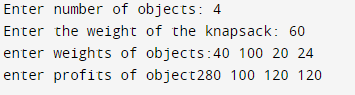 Enter number of objects: 4
Enter the weight of the knapsack: 60
enter weights of objects:40 100 20 24
enter profits of object280 100 120 120